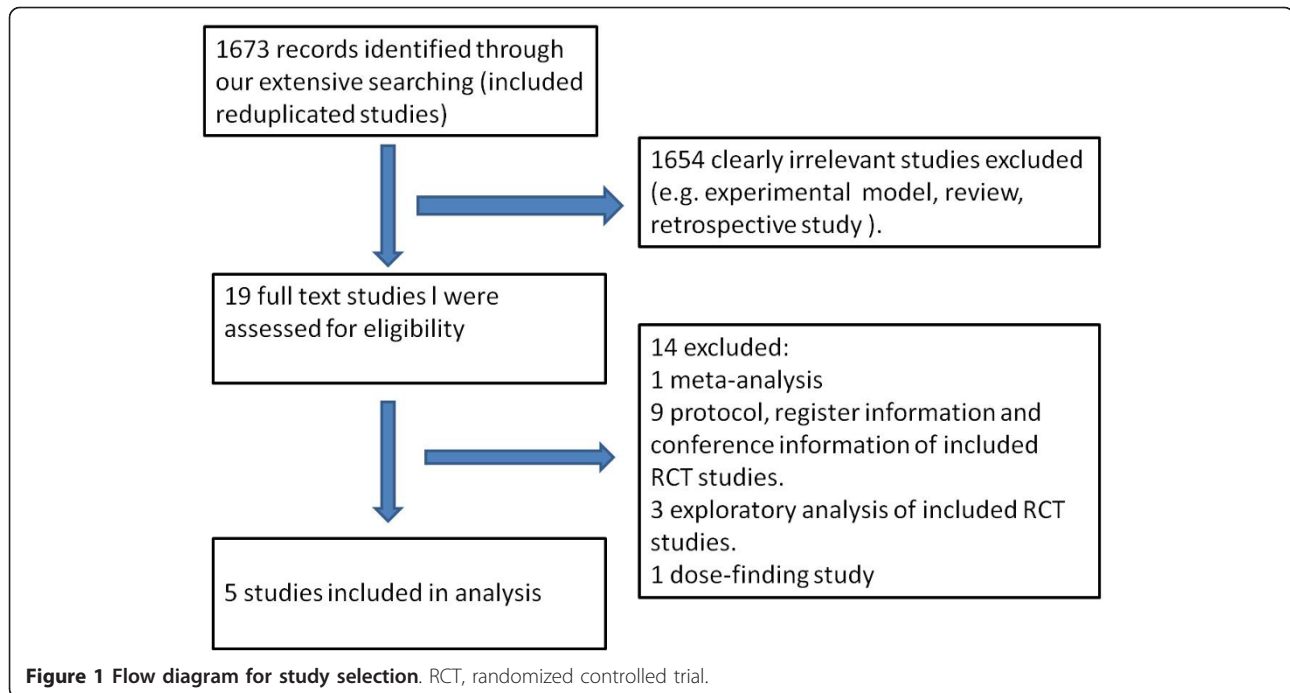 1673 records identified through
our extensive searching (included
reduplicated studies)
1654 clearly irrelevant studies excluded
(e.g. experimental model, review,
retrospective study ).
19 full text studies l were
assessed for eligibility
14 excluded:
1 meta-analysis
9 protocol, register information and
conference information of included
RCT studies.
3 exploratory analysis of included RCT
studies.
1 dose-finding study
5 studies included in analysis
Figure 1 Flow diagram for study selection. RCT, randomized controlled trial.